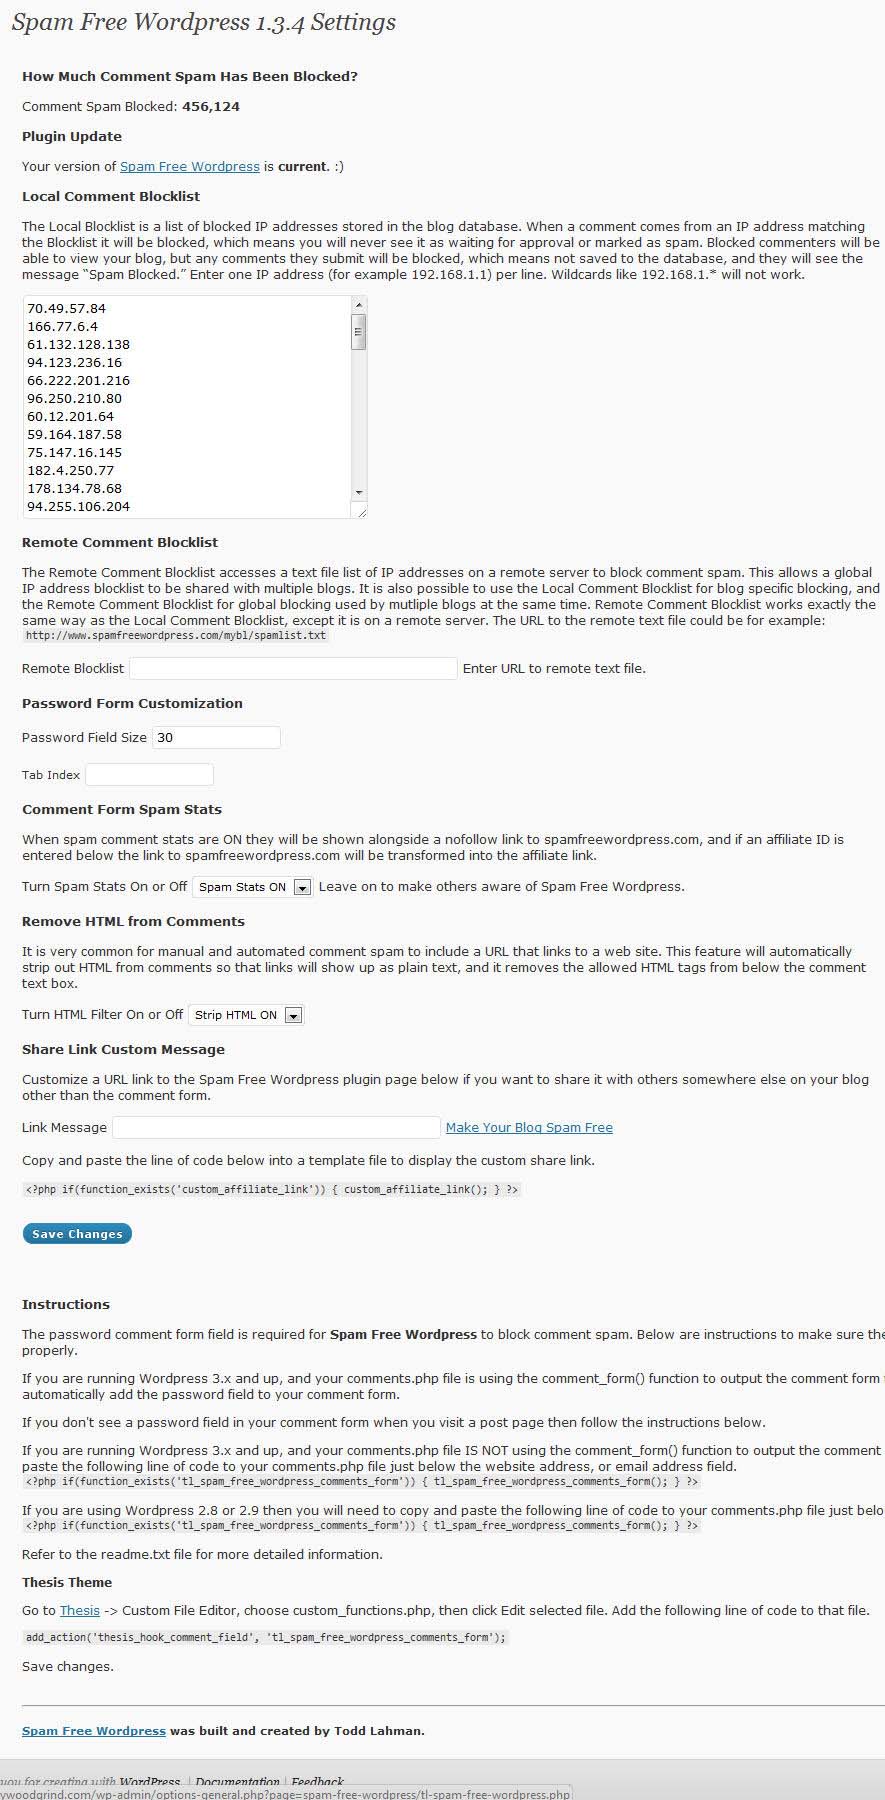 Spam Free Wordpress 1.3.4 Settings
How Much Comment Spam Has Been Blocked?
Comment Spam Blocked: 456,124
Plugin Update
Your version of Spam Free Wordpress is current. :)
Local Comment Blocklist
The Local Blocklist is a list of blocked IP addresses stored in the blog database. When a comment comes from an IP address matching
the Blocklist it will be blocked, which means you will never see it as waiting for approval or marked as spam. Blocked commenters will be
able to view your blog, but any comments they submit will be blocked, which means not saved to the database, and they will see the
message “Spam Blocked.” Enter one IP address (for example 192.168.1.1) per line. Wildcards like 192.168.1.* will not work.
70.49.57.84
166.77.6.4
61.132.128.138
94.123.236.16
66.222.201.216
96.250.210.80
60.12.201.64
59.164.187.58
75.147.16.145
182.4.250.77
178.134.78.68
94.255.106.204
Remote Comment Blocklist
The Remote Comment Blocklist accesses a text file list of IP addresses on a remote server to block comment spam. This allows a global
IP address blocklist to be shared with multiple blogs. It is also possible to use the Local Comment Blocklist for blog specific blocking, and
the Remote Comment Blocklist for global blocking used by mutliple blogs at the same time. Remote Comment Blocklist works exactly the
same way as the Local Comment Blocklist, except it is on a remote server. The URL to the remote text file could be for example:
http://www.spamfreewordpress.com/mybl/spamlist.txt
Remote Blocklist Enter URL to remote text file.
Password Form Customization
Password Field Size 30
Tab Index
Comment Form Spam Stats
When spam comment stats are ON they will be shown alongside a nofollow link to spamfreewordpress.com, and if an affiliate ID is
entered below the link to spamfreewordpress.com will be transformed into the affiliate link.
Turn Spam Stats On or Off Spam Stats ON Leave on to make others aware of Spam Free Wordpress.
Remove HTML from Comments
It is very common for manual and automated comment spam to include a URL that links to a web site. This feature will automatically
strip out HTML from comments so that links will show up as plain text, and it removes the allowed HTML tags from below the comment
text box.
Turn HTML Filter On or Off Strip HTML ON
Share Link Custom Message
Customize a URL link to the Spam Free Wordpress plugin page below if you want to share it with others somewhere else on your blog
other than the comment form.
Link Message Make Your Blog Spam Free
Copy and paste the line of code below into a template file to display the custom share link.
<?php if(function_exists('custom_affiliate_link')) { custom_affiliate_link(); } ?>
Save Changes
Instructions
The password comment form field is required for Spam Free Wordpress to block comment spam. Below are instructions to make sure the
properly.
If you are running Wordpress 3.x and up, and your comments.php file is using the comment_form() function to output the comment form
automatically add the password field to your comment form.
If you don't see a password field in your comment form when you visit a post page then follow the instructions below.
If you are running Wordpress 3.x and up, and your comments.php file IS NOT using the comment_form() function to output the comment
paste the following line of code to your comments.php file just below the website address, or email address field.
<?php if(function_exists('tl_spam_free_wordpress_comments_form')) { tl_spam_free_wordpress_comments_form(); } ?>
If you are using Wordpress 2.8 or 2.9 then you will need to copy and paste the following line of code to your comments.php file just belo
<?php if(function_exists('tl_spam_free_wordpress_comments_form')) { tl_spam_free_wordpress_comments_form(); } ?>
Refer to the readme.txt file for more detailed information.
Thesis Theme
Go to Thesis -> Custom File Editor, choose custom_functions.php, then click Edit selected file. Add the following line of code to that file.
add_action('thesis_hook_comment_field', 'tl_spam_free_wordpress_comments_form');
Save changes.
Spam Free Wordpress was built and created by Todd Lahman.
you for creating with WordPress. | Documentation | Feedback
ywoodgrind.com/wp-admin/options-general.php?page=spam-free-wordpress/tl-spam-free-wordpress.php